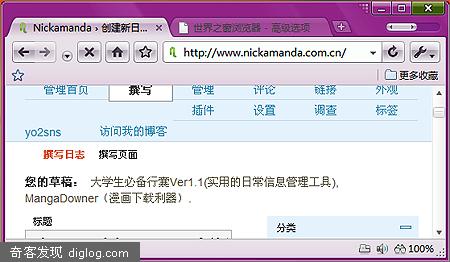 Nickamanda › 创建新日...
世界之窗浏览器 - 高级选项
http://www.nickamanda.com.cn/
更多收藏
管理首页 撰写 管理 评论 链接 外观
插件 设置 调查 标签
yo2sns 访问我的博客
撰写日志 撰写页面
您的草稿： 大学生必备行囊Ver1.1(实用的日常信息管理工具),
MangaDowner（漫画下载利器）.
标题
分类
100%
奇客发现 diglog.com